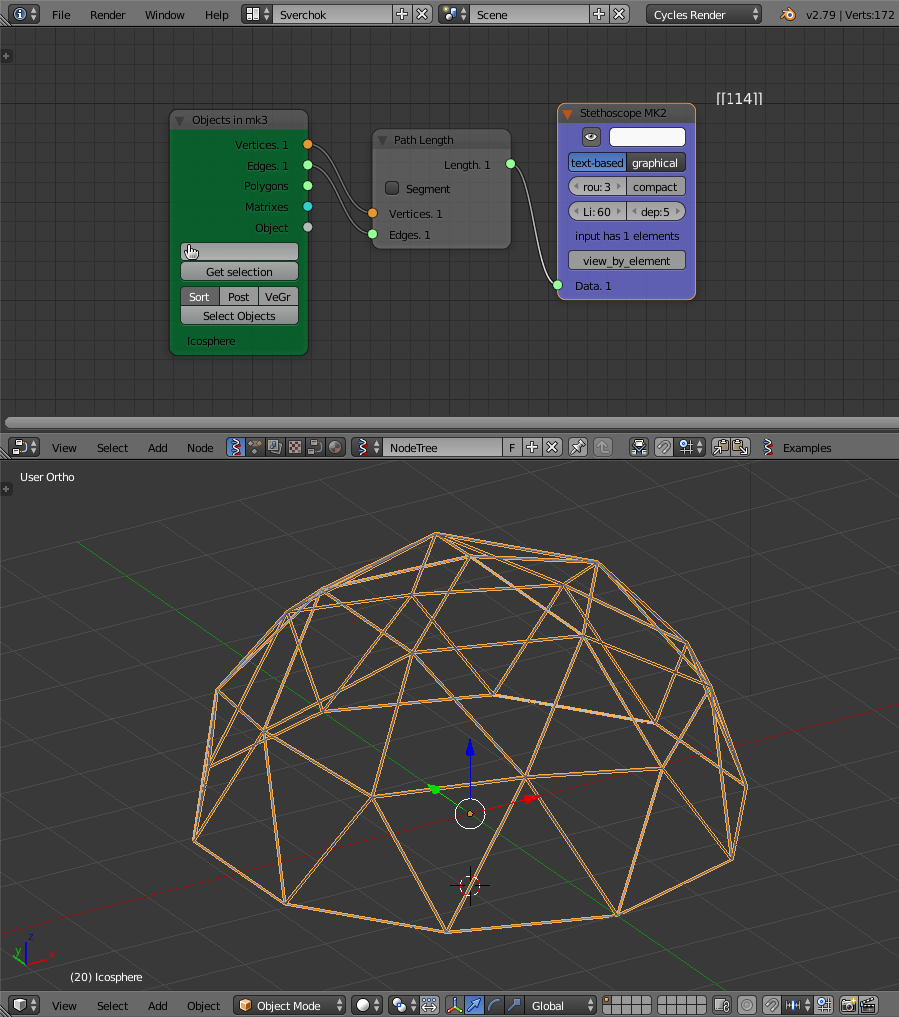 File Render Window Help Sverchok Scene Cycles Render v2.79 | Verts:172
[[114]]
Objects in mk3
Vertices. 1
Edges. 1
Polygons
Matrixes
Object
Get selection
Sort Post VeGr
Select Objects
Icosphere
Path Length
Length. 1
Segment
Vertices. 1
Edges. 1
Stethoscope MK2
text-based graphical
rou: 3 compact
Li: 60 dep: 5
input has 1 elements
view_by_element
Data. 1
View Select Add Node NodeTree F Examples
User Ortho
z
y x
(20) Icosphere
View Select Add Object Object Mode Global